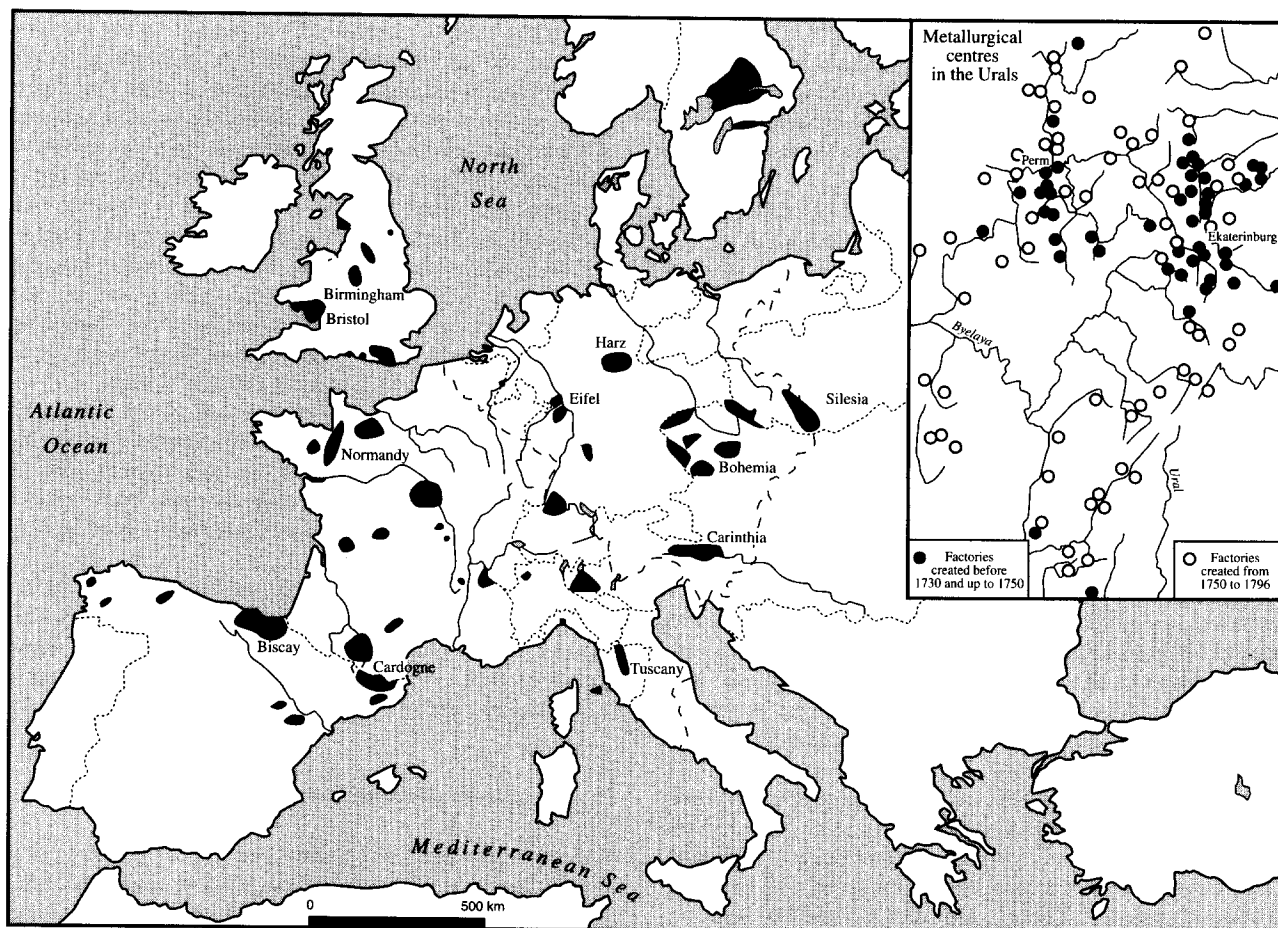 Metallurgical
centres
in the Urals
Perm
Ekaterinburg
Byelaya
Ural
Factories
created before
1730 and up to 1750
Factories
created from
1750 to 1796
North
Sea
Birmingham
Bristol
Harz
Eifel
Silesia
Atlantic
Ocean
Normandy
Bohemia
Carinthia
Biscay
Cardogne
Tuscany
Mediterranean Sea
0
500 km